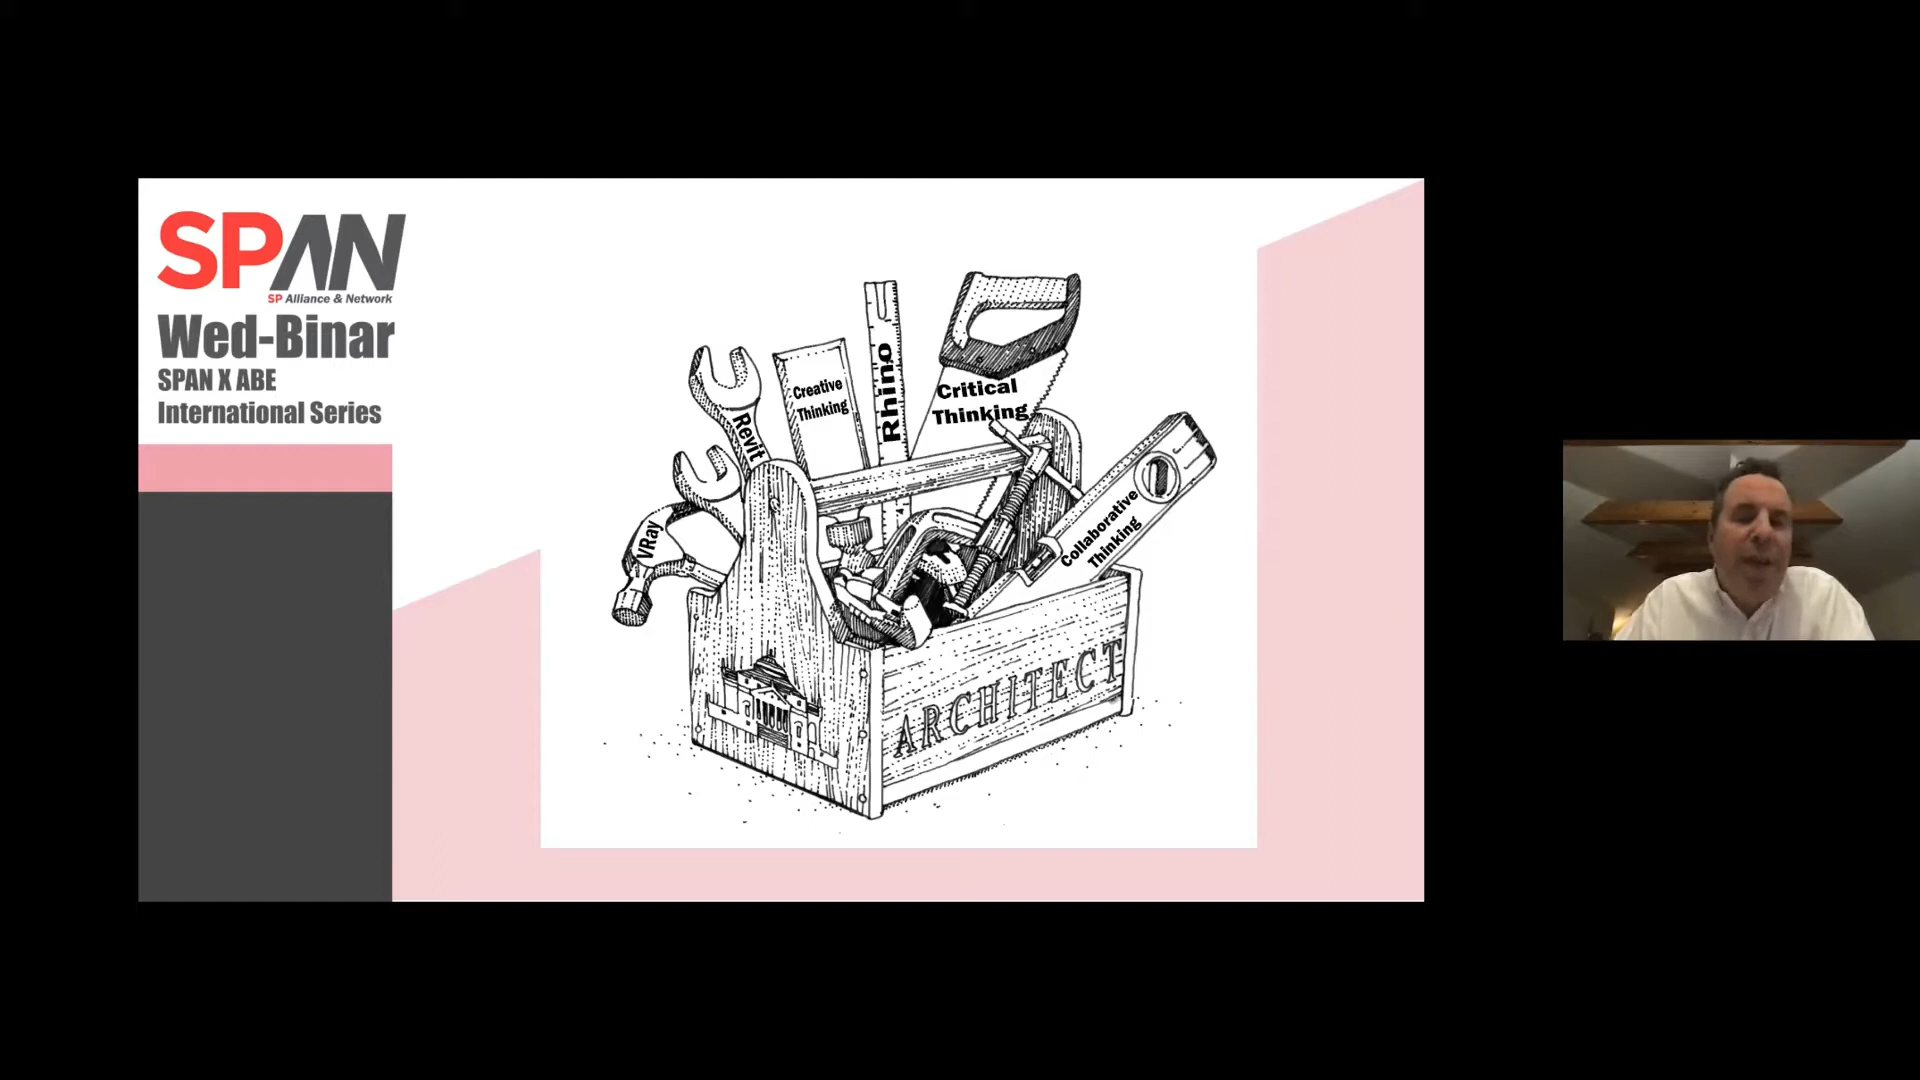 SPAN
SP Alliance & Network
Wed-Binar
SPAN X ABE
International Series
Revit
Creative
Thinking
Rhino
Critical
Thinking
VRay
Collaborative
Thinking
ARCHITECT